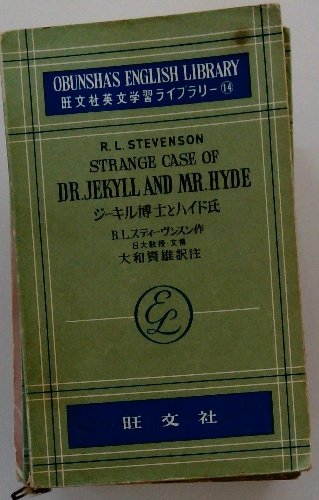 OBUNSHA'S ENGLISH LIBRARY
旺文社英文学習ライブラリー⑭
R. L. STEVENSON
STRANGE CASE OF
DR. JEKYLL AND MR. HYDE
ジーキル博士とハイド氏
R.L.スティーヴンスン作
日大教授・文博
大和資雄訳注
EL
旺文社